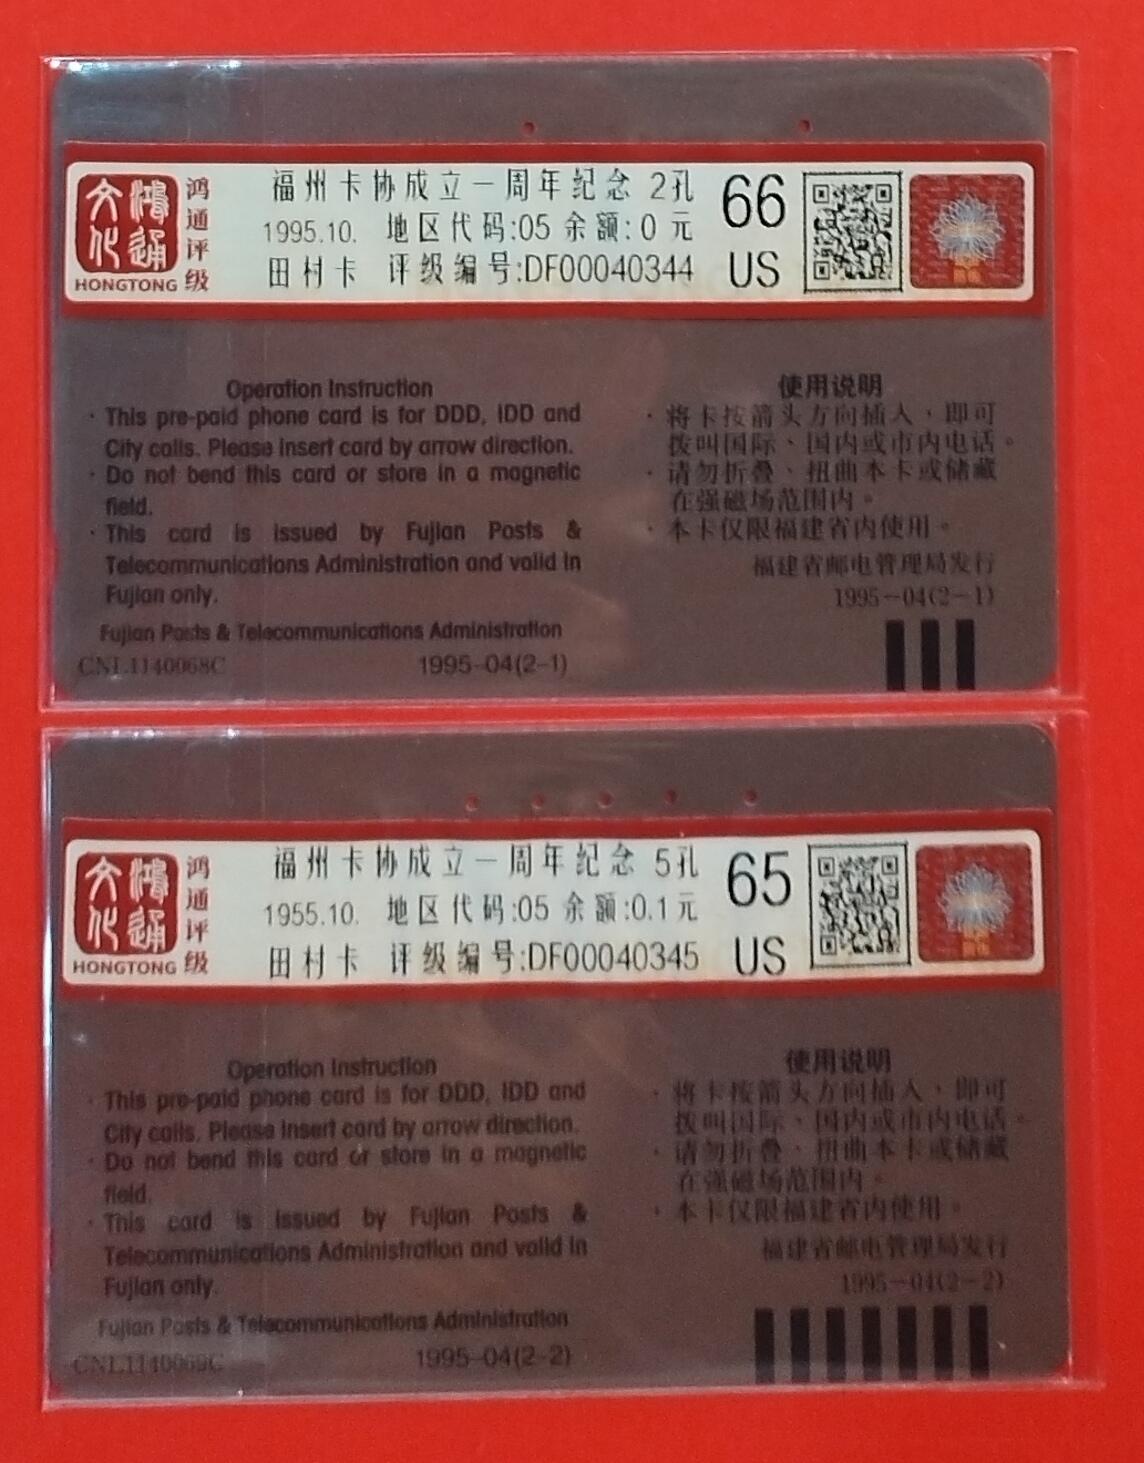 鸿通文化
HONGTONG
鸿通评级
福州卡协成立一周年纪念 2孔
1995.10. 地区代码:05 余额:0元
田村卡 评级编号:DF00040344
66
US
Operation Instruction
· This pre-paid phone card is for DDD, IDD and
City calls. Please insert card by arrow direction.
· Do not bend this card or store in a magnetic
field.
· This card is issued by Fujian Posts &
Telecommunications Administration and valid in
Fujian only.
Fujian Posts & Telecommunications Administration
CNL1140068C
1995-04(2-1)
使用说明
· 将卡按箭头方向插入，即可
拨叫国际、国内或市内电话。
· 请勿折叠、扭曲本卡或储藏
在强磁场范围内。
· 本卡仅限福建省内使用。
福建省邮电管理局发行
1995-04(2-1)
鸿通文化
HONGTONG
鸿通评级
福州卡协成立一周年纪念 5孔
1955.10. 地区代码:05 余额:0.1元
田村卡 评级编号:DF00040345
65
US
Operation Instruction
· This pre-paid phone card is for DDD, IDD and
City calls. Please insert card by arrow direction.
· Do not bend this card or store in a magnetic
field.
· This card is issued by Fujian Posts &
Telecommunications Administration and valid in
Fujian only.
Fujian Posts & Telecommunications Administration
CNL1140069C
1995-04(2-2)
使用说明
· 将卡按箭头方向插入，即可
拨叫国际、国内或市内电话。
· 请勿折叠、扭曲本卡或储藏
在强磁场范围内。
· 本卡仅限福建省内使用。
福建省邮电管理局发行
1995-04(2-2)